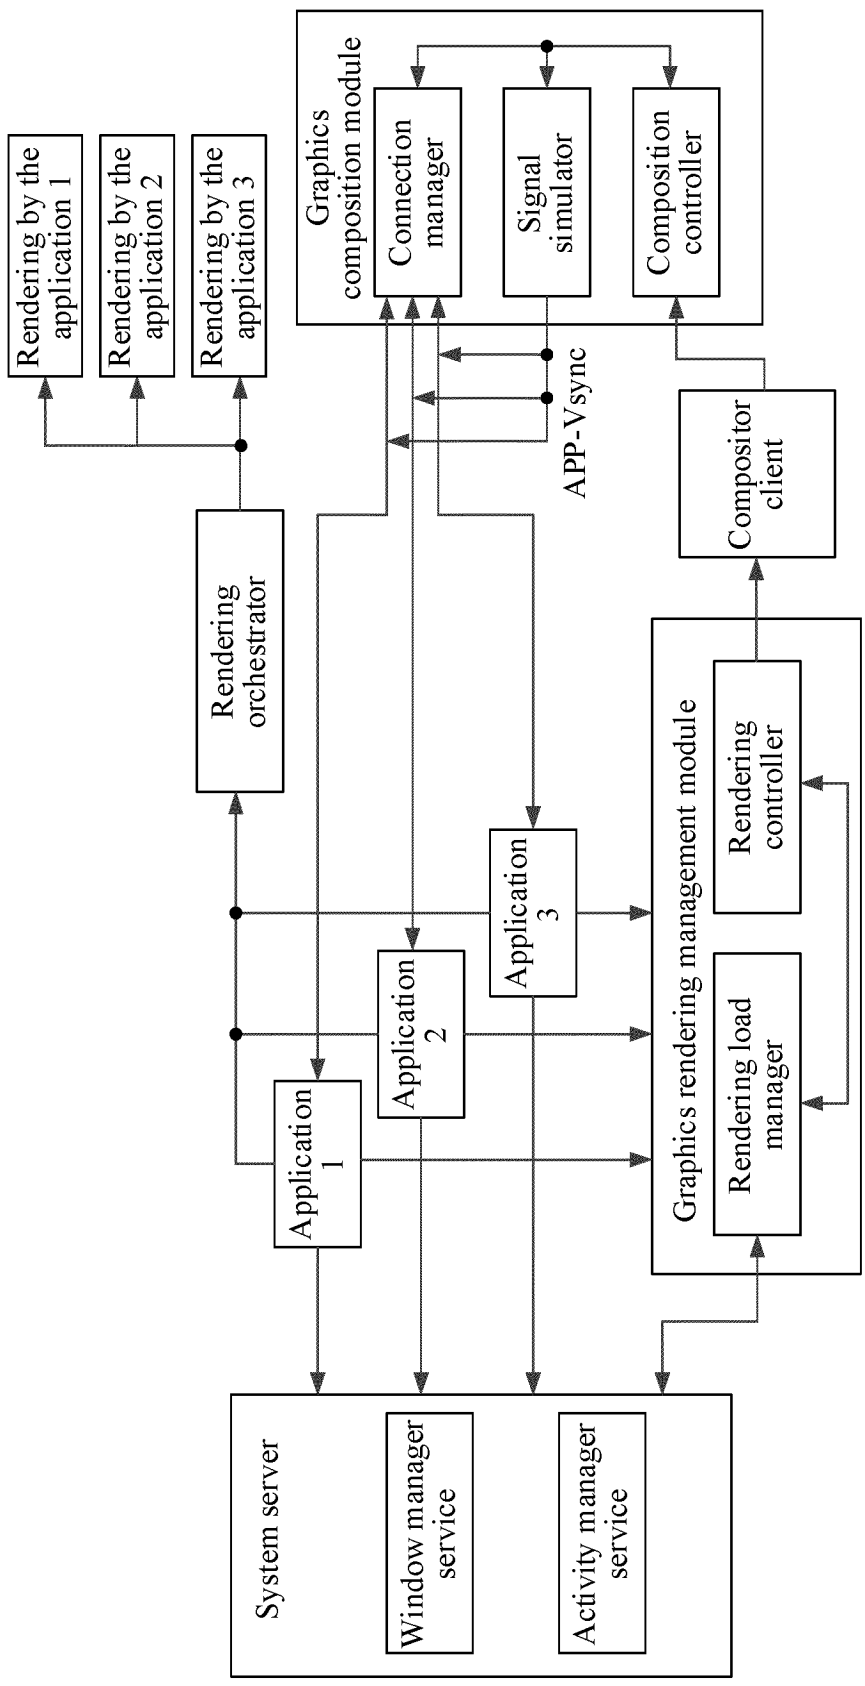 System server
Window manager
service
Activity manager
service
Application
1
Application
2
Application
3
Graphics rendering management module
Rendering load
manager
Rendering
controller
Rendering
orchestrator
Rendering by the
application 1
Rendering by the
application 2
Rendering by the
application 3
Compositor
client
APP-Vsync
Graphics
composition module
Connection
manager
Signal
simulator
Composition
controller